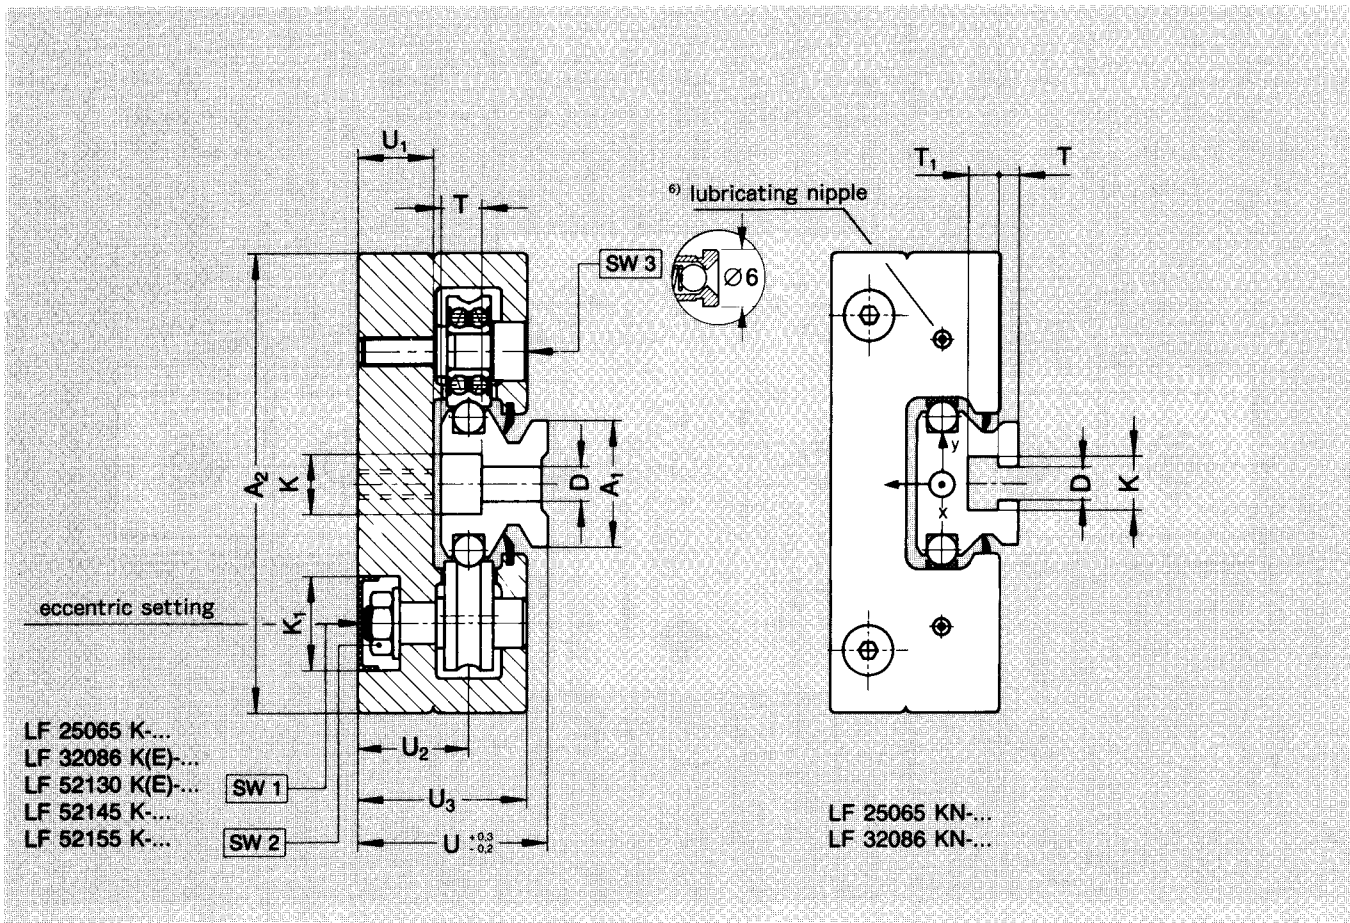 U₁
T
T₁ T
⁶⁾ lubricating nipple
SW 3
Ø 6
A₂
K
D
A₁
y
x
D
K
eccentric setting
K₁
LF 25065 K-...
LF 32086 K(E)-...
LF 52130 K(E)-...
LF 52145 K-...
LF 52155 K-...
SW 1
SW 2
U₂
U₃
U +0,3 -0,2
LF 25065 KN-...
LF 32086 KN-...